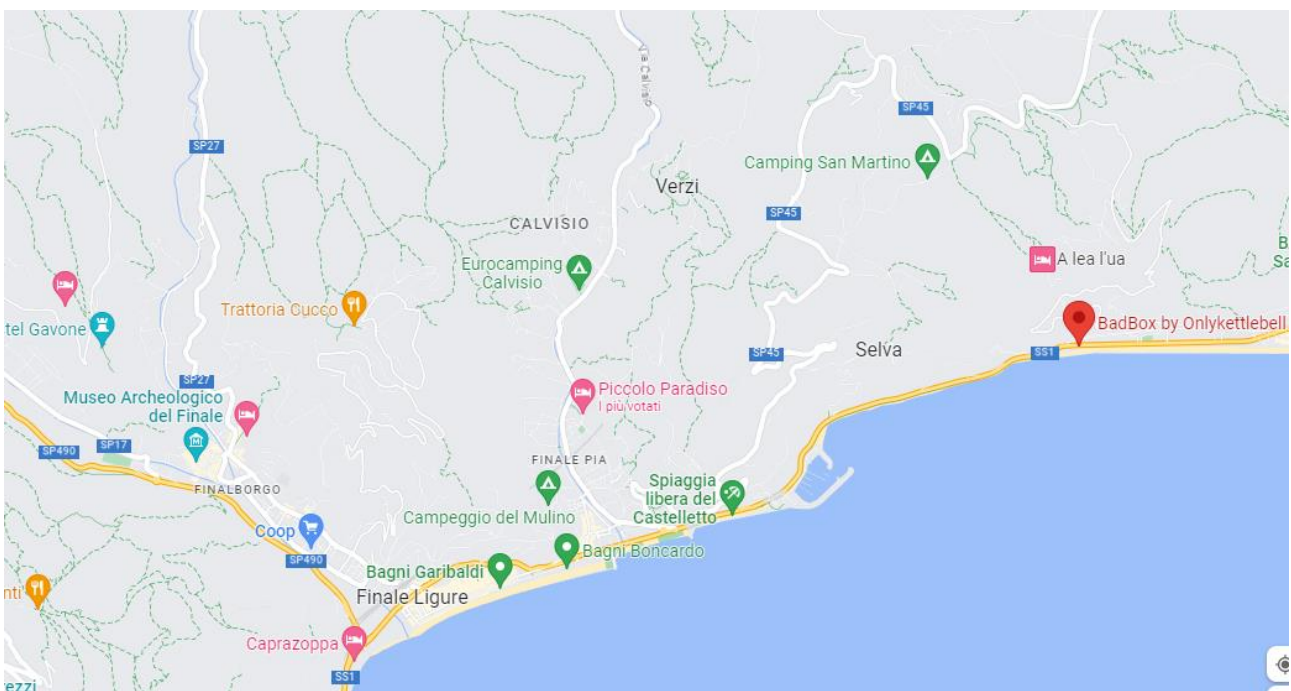 Via Calvisio
SP45
SP27
Camping San Martino
Verzi
SP45
CALVISIO
Eurocamping
Calvisio
A lea l'ua
Trattoria Cucco
BadBox by Onlykettlebell
tel Gavone
SS1
Selva
SP45
SP27
Museo Archeologico
del Finale
Piccolo Paradiso
I più votati
SP17
SP490
FINALE PIA
FINALBORGO
Spiaggia
libera del
Castelletto
Campeggio del Mulino
Coop
SP490
Bagni Boncardo
Bagni Garibaldi
Finale Ligure
nti
Caprazoppa
SS1
ezzi